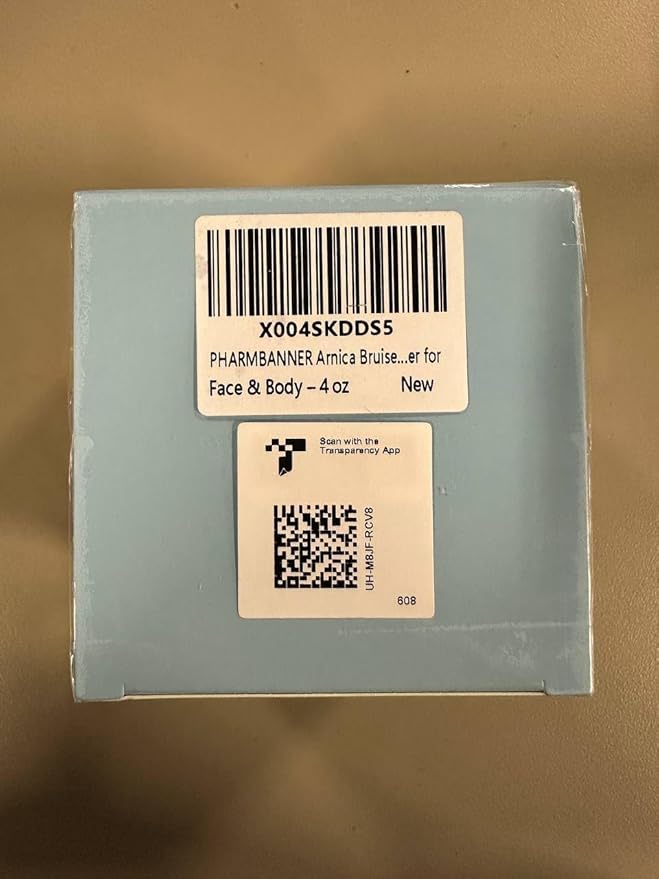 X004SKDDS5
PHARMBANNER Arnica Bruise...er for
Face & Body – 4 oz New
Scan with the
Transparency App
UH-M8JF-RCV8
608